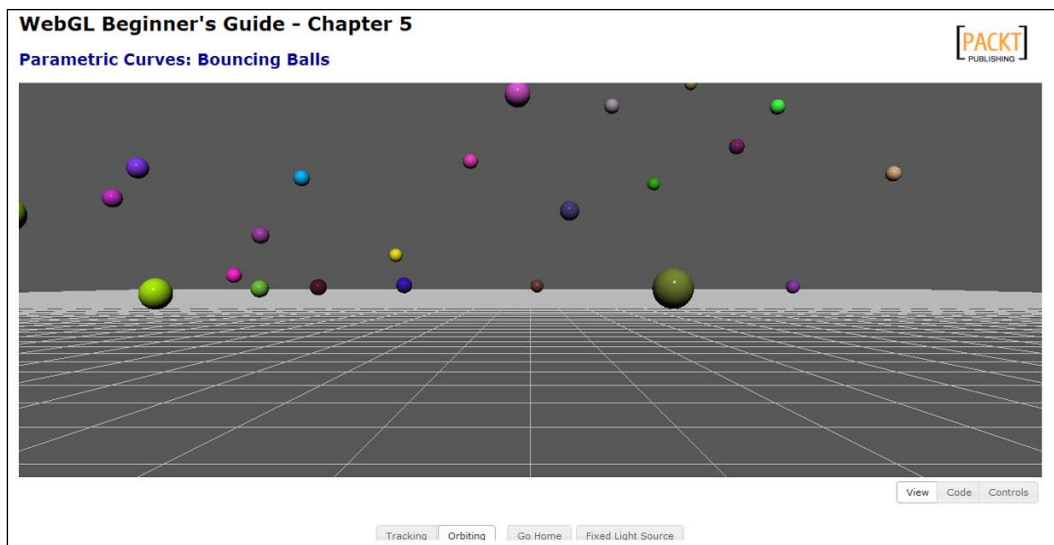 WebGL Beginner's Guide - Chapter 5
Parametric Curves: Bouncing Balls
[PACKT]
PUBLISHING
View Code Controls
Tracking Orbiting Go Home Fixed Light Source